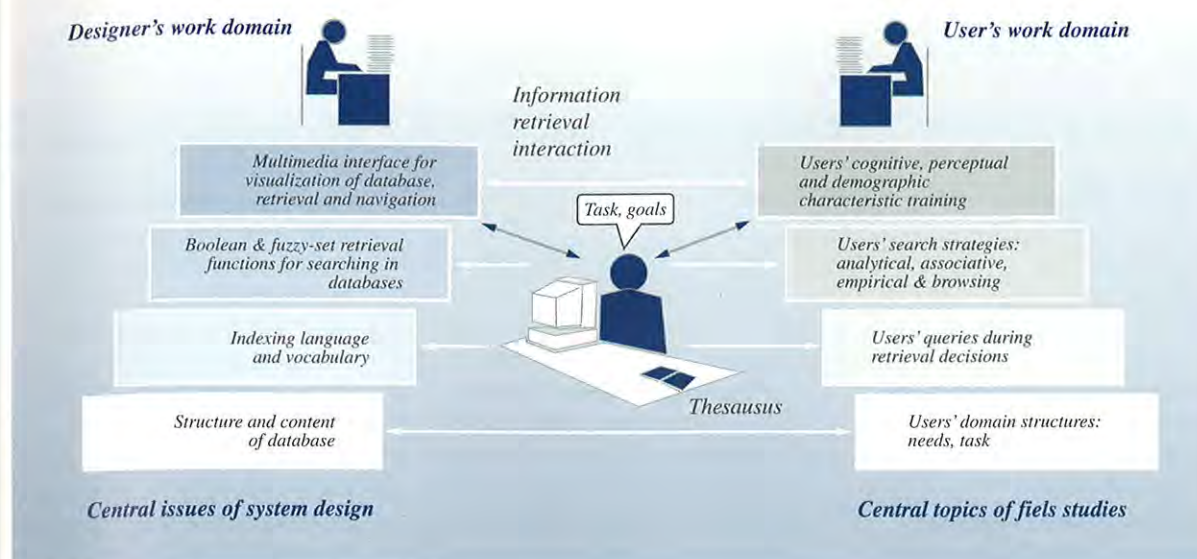 Designer's work domain
User's work domain
Information
retrieval
interaction
Multimedia interface for
visualization of database,
retrieval and navigation
Users' cognitive, perceptual
and demographic
characteristic training
Task, goals
Boolean & fuzzy-set retrieval
functions for searching in
databases
Users' search strategies:
analytical, associative,
empirical & browsing
Indexing language
and vocabulary
Users' queries during
retrieval decisions
Thesausus
Structure and content
of database
Users' domain structures:
needs, task
Central issues of system design
Central topics of fiels studies